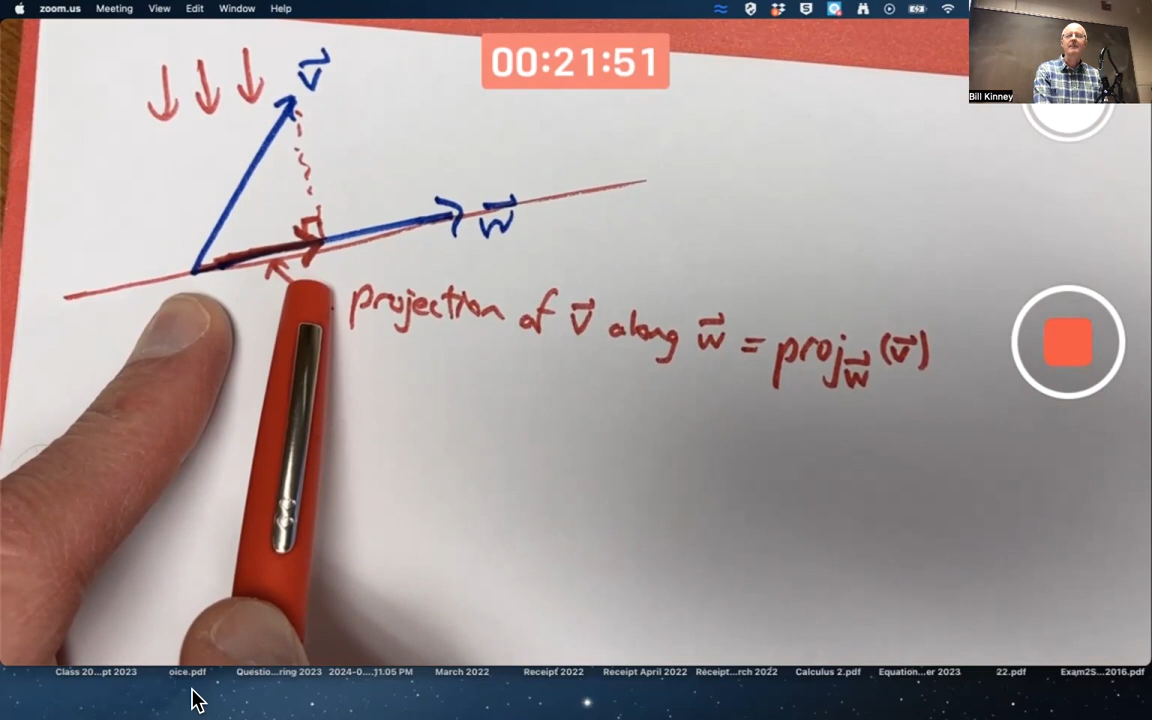 zoom.us Meeting View Edit Window Help
00:21:51
Bill Kinney
v⃗
w⃗
projection of v⃗ along w⃗ = proj_w⃗ (v⃗)
Class 20...pt 2023 oice.pdf Questio...ring 2023 2024-0....11.05 PM March 2022 Receipt 2022 Receipt April 2022 Receipt...rch 2022 Calculus 2.pdf Equation...er 2023 22.pdf Exam2S...2016.pdf